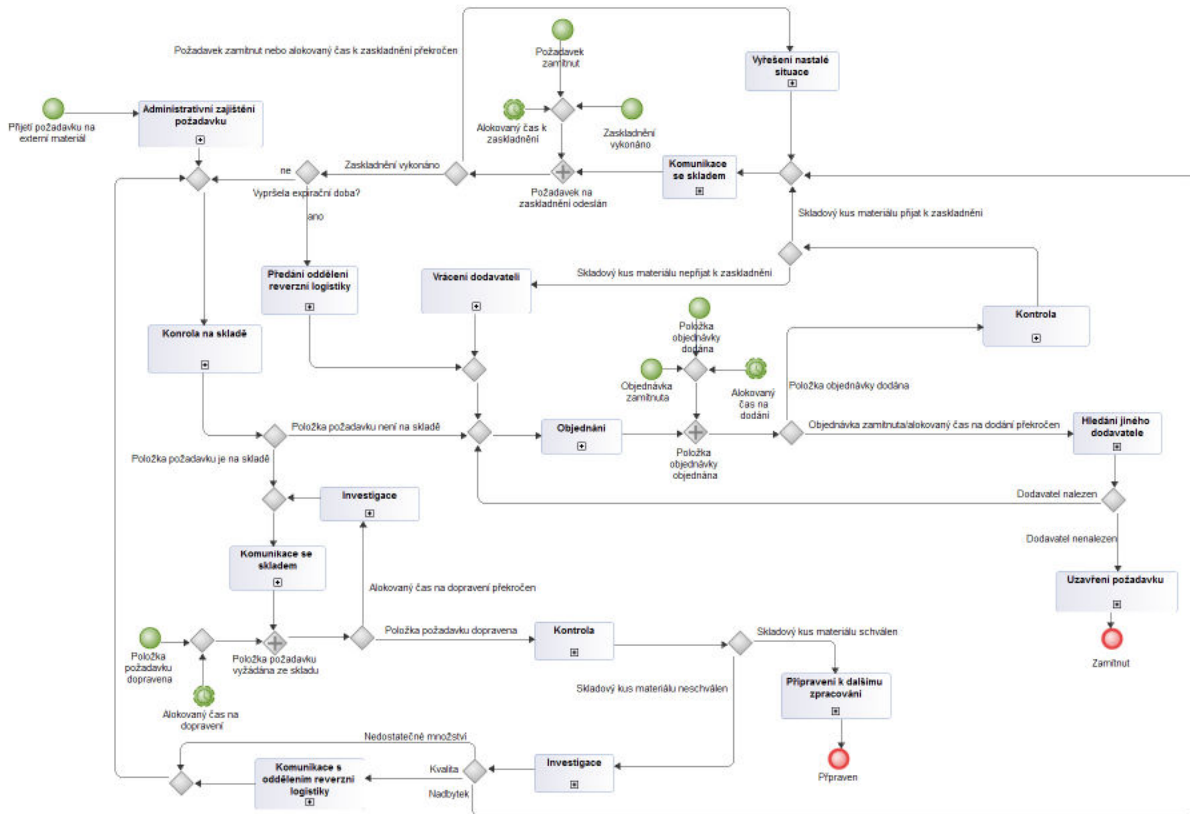 Požadavek zamítnut nebo alokovaný čas k zaskladnění překročen
Požadavek
zamítnut
Vyřešení nastalé
situace
Přijetí požadavku na
externí materiál
Administrativní zajištění
požadavku
Alokovaný čas k
zaskladnění
Zaskladnění
vykonáno
ne
Zaskladnění vykonáno
Komunikace
se skladem
Vypršela expirační doba?
Požadavek na
zaskladnění odeslán
ano
Skladový kus materiálu přijat k zaskladnění
Předání oddělení
reverzní logistiky
Vrácení dodavateli
Skladový kus materiálu nepřijat k zaskladnění
Konrola na skladě
Položka
objednávky
dodána
Kontrola
Objednávka
zamítnuta
Alokovaný
čas na
dodání
Položka objednávky dodána
Položka požadavku není na skladě
Objednání
Položka
objednávky
objednána
Objednávka zamítnuta/alokovaný čas na dodání překročen
Hledání jiného
dodavatele
Položka požadavku je na skladě
Investigace
Dodavatel nalezen
Dodavatel nenalezen
Komunikace se
skladem
Alokovaný čas na dopravení překročen
Uzavření požadavku
Zamítnut
Položka
požadavku
dopravena
Položka požadavku
vyžádána ze skladu
Položka požadavku dopravena
Kontrola
Skladový kus materiálu schválen
Alokovaný čas na
dopravení
Skladový kus materiálu neschválen
Připravení k dalšímu
zpracování
Připraven
Nedostatečné množství
Komunikace s
oddělením reverzní
logistiky
Kvalita
Nadbytek
Investigace